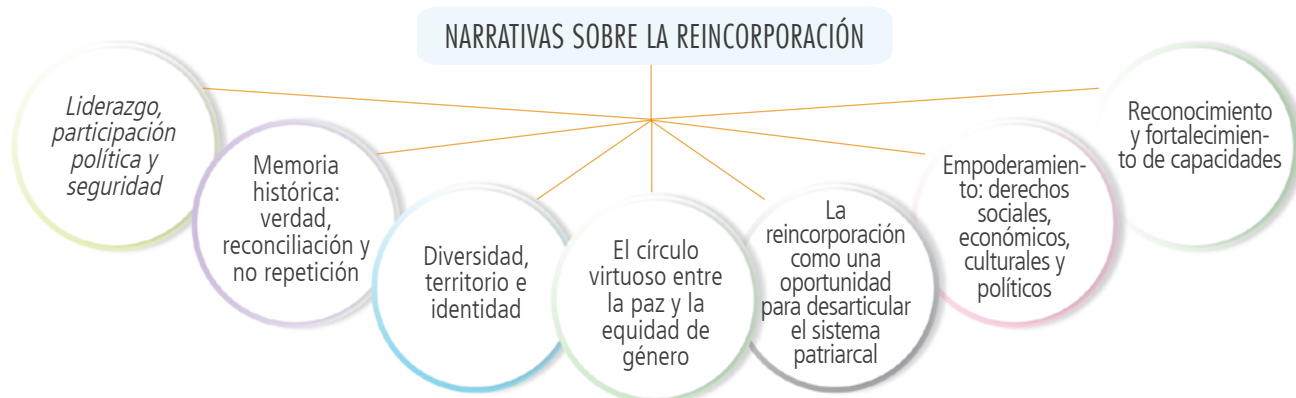 NARRATIVAS SOBRE LA REINCORPORACIÓN
Liderazgo,
participación
política y
seguridad
Memoria
histórica:
verdad,
reconciliación y
no repetición
Diversidad,
territorio e
identidad
El círculo
virtuoso entre
la paz y la
equidad de
género
La
reincorporación
como una
oportunidad
para desarticular
el sistema
patriarcal
Empoderamien-
to: derechos
sociales,
económicos,
culturales y
políticos
Reconocimiento
y fortalecimien-
to de capacidades